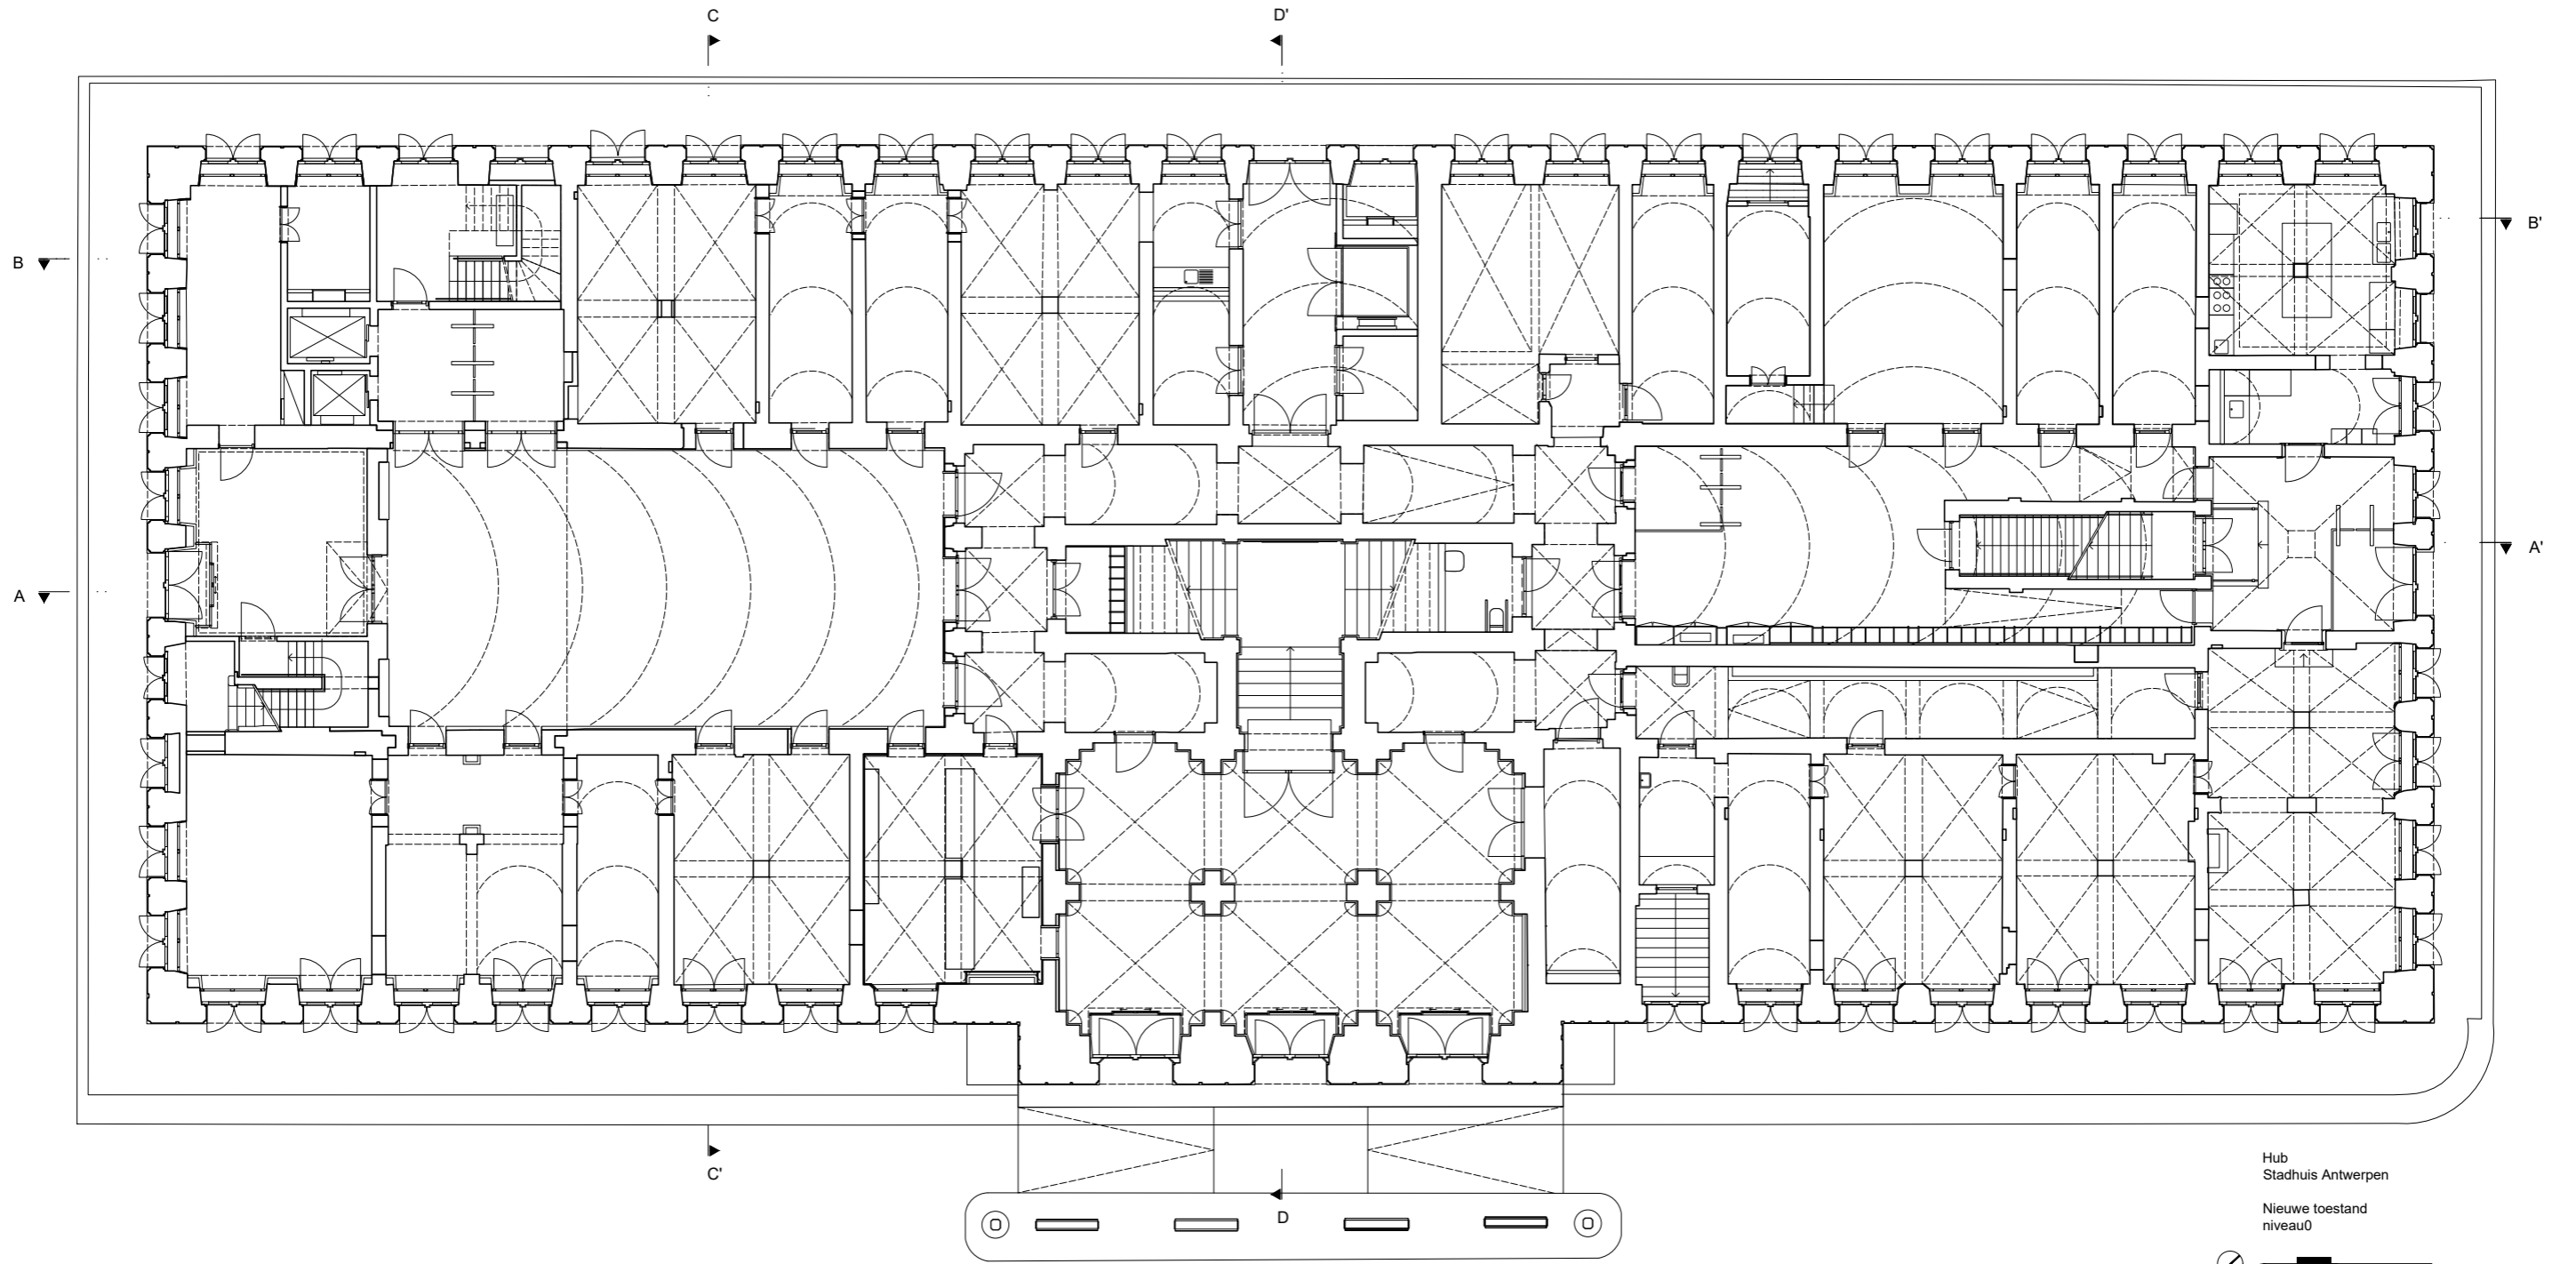 C
D'
B
B'
A
A'
C'
D
Hub
Stadhuis Antwerpen
Nieuwe toestand
niveau0